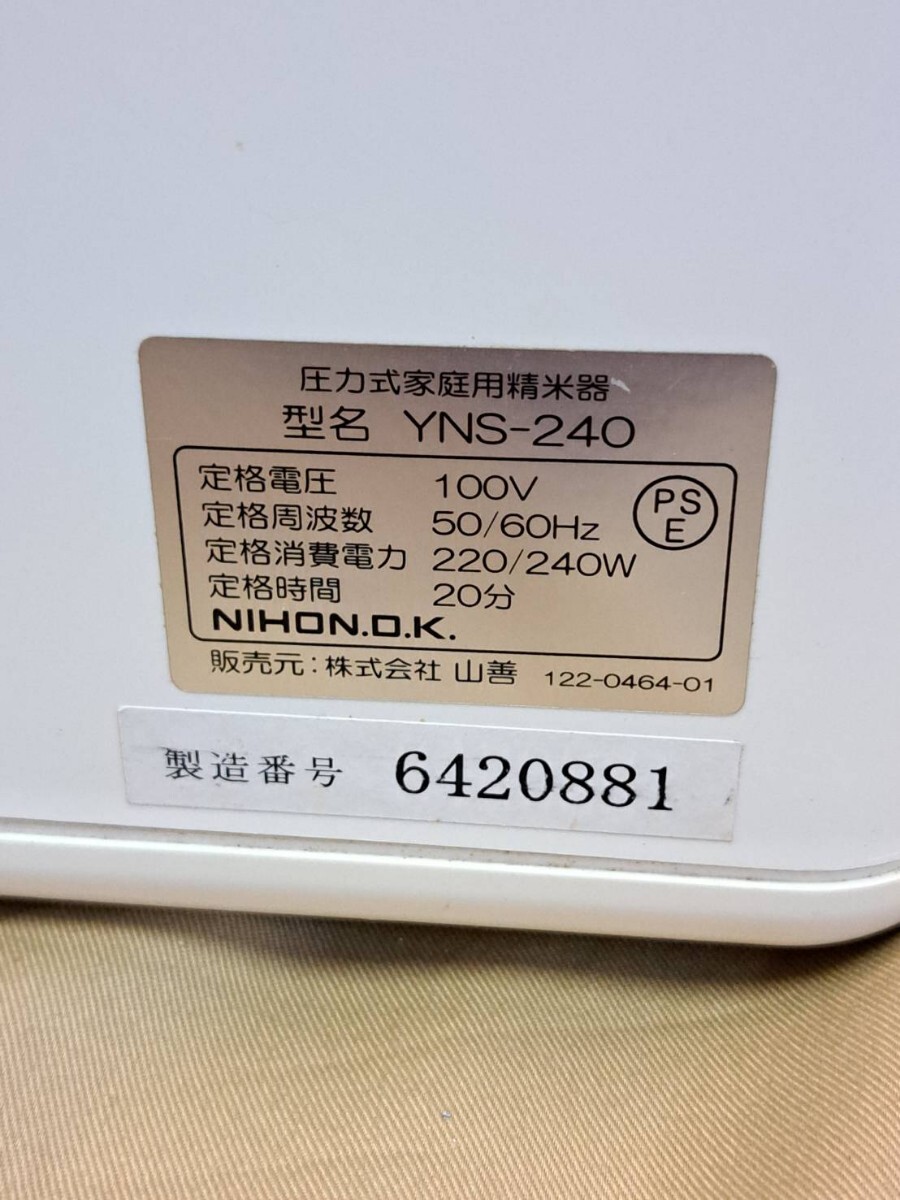 圧力式家庭用精米器
型名 YNS-240
定格電圧 100V
定格周波数 50/60Hz
定格消費電力 220/240W
定格時間 20分
PS
E
NIHON.D.K.
販売元:株式会社 山善 122-0464-01
製造番号 6420881